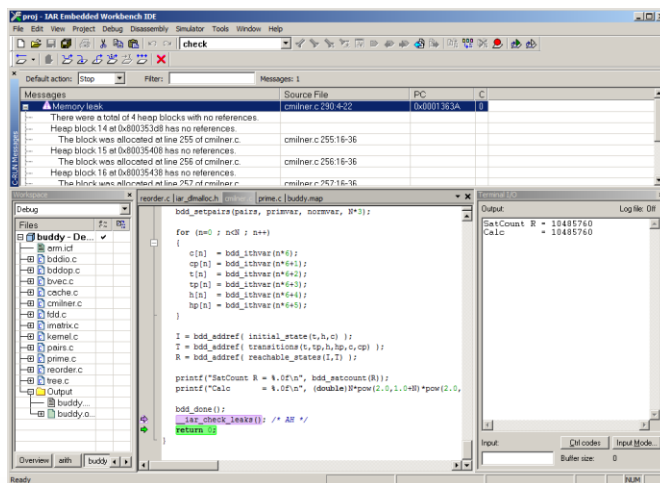 proj - IAR Embedded Workbench IDE
File Edit View Project Debug Disassembly Simulator Tools Window Help
check
Default action: Stop Filter: Messages: 1
Messages Source File PC C
Memory leak cmilner.c 290:4-22 0x0001363A 0
There were a total of 4 heap blocks with no references.
Heap block 14 at 0x800353d8 has no references.
The block was allocated at line 255 of cmilner.c. cmilner.c 255:16-36
Heap block 15 at 0x80035408 has no references.
The block was allocated at line 256 of cmilner.c. cmilner.c 256:16-36
Heap block 16 at 0x80035438 has no references.
The block was allocated at line 257 of cmilner.c. cmilner.c 257:16-36
C-RUN Messages
Workspace
Debug
Files
buddy - De...
arm.icf
bddio.c
bddop.c
bvec.c
cache.c
cmilner.c
fdd.c
imatrix.c
kernel.c
pairs.c
prime.c
reorder.c
tree.c
Output
buddy....
buddy.o...
Overview arith buddy
reorder.c iar_dlmalloc.h cmilner.c prime.c buddy.map
bdd_setpairs(pairs, primvar, normvar, N*3);
for (n=0 ; n<N ; n++)
{
c[n] = bdd_ithvar(n*6);
cp[n] = bdd_ithvar(n*6+1);
t[n] = bdd_ithvar(n*6+2);
tp[n] = bdd_ithvar(n*6+3);
h[n] = bdd_ithvar(n*6+4);
hp[n] = bdd_ithvar(n*6+5);
}
I = bdd_addref( initial_state(t,h,c) );
T = bdd_addref( transitions(t,tp,h,hp,c,cp) );
R = bdd_addref( reachable_states(I,T) );
printf("SatCount R = %.0f\n", bdd_satcount(R));
printf("Calc = %.0f\n", (double)N*pow(2.0,1.0+N)*pow(2.0,
bdd_done();
__iar_check_leaks(); /* AH */
return 0;
}
Terminal I/O
Output: Log file: Off
SatCount R = 10485760
Calc = 10485760
Input: Ctrl codes Input Mode...
Buffer size: 0
Ready NUM